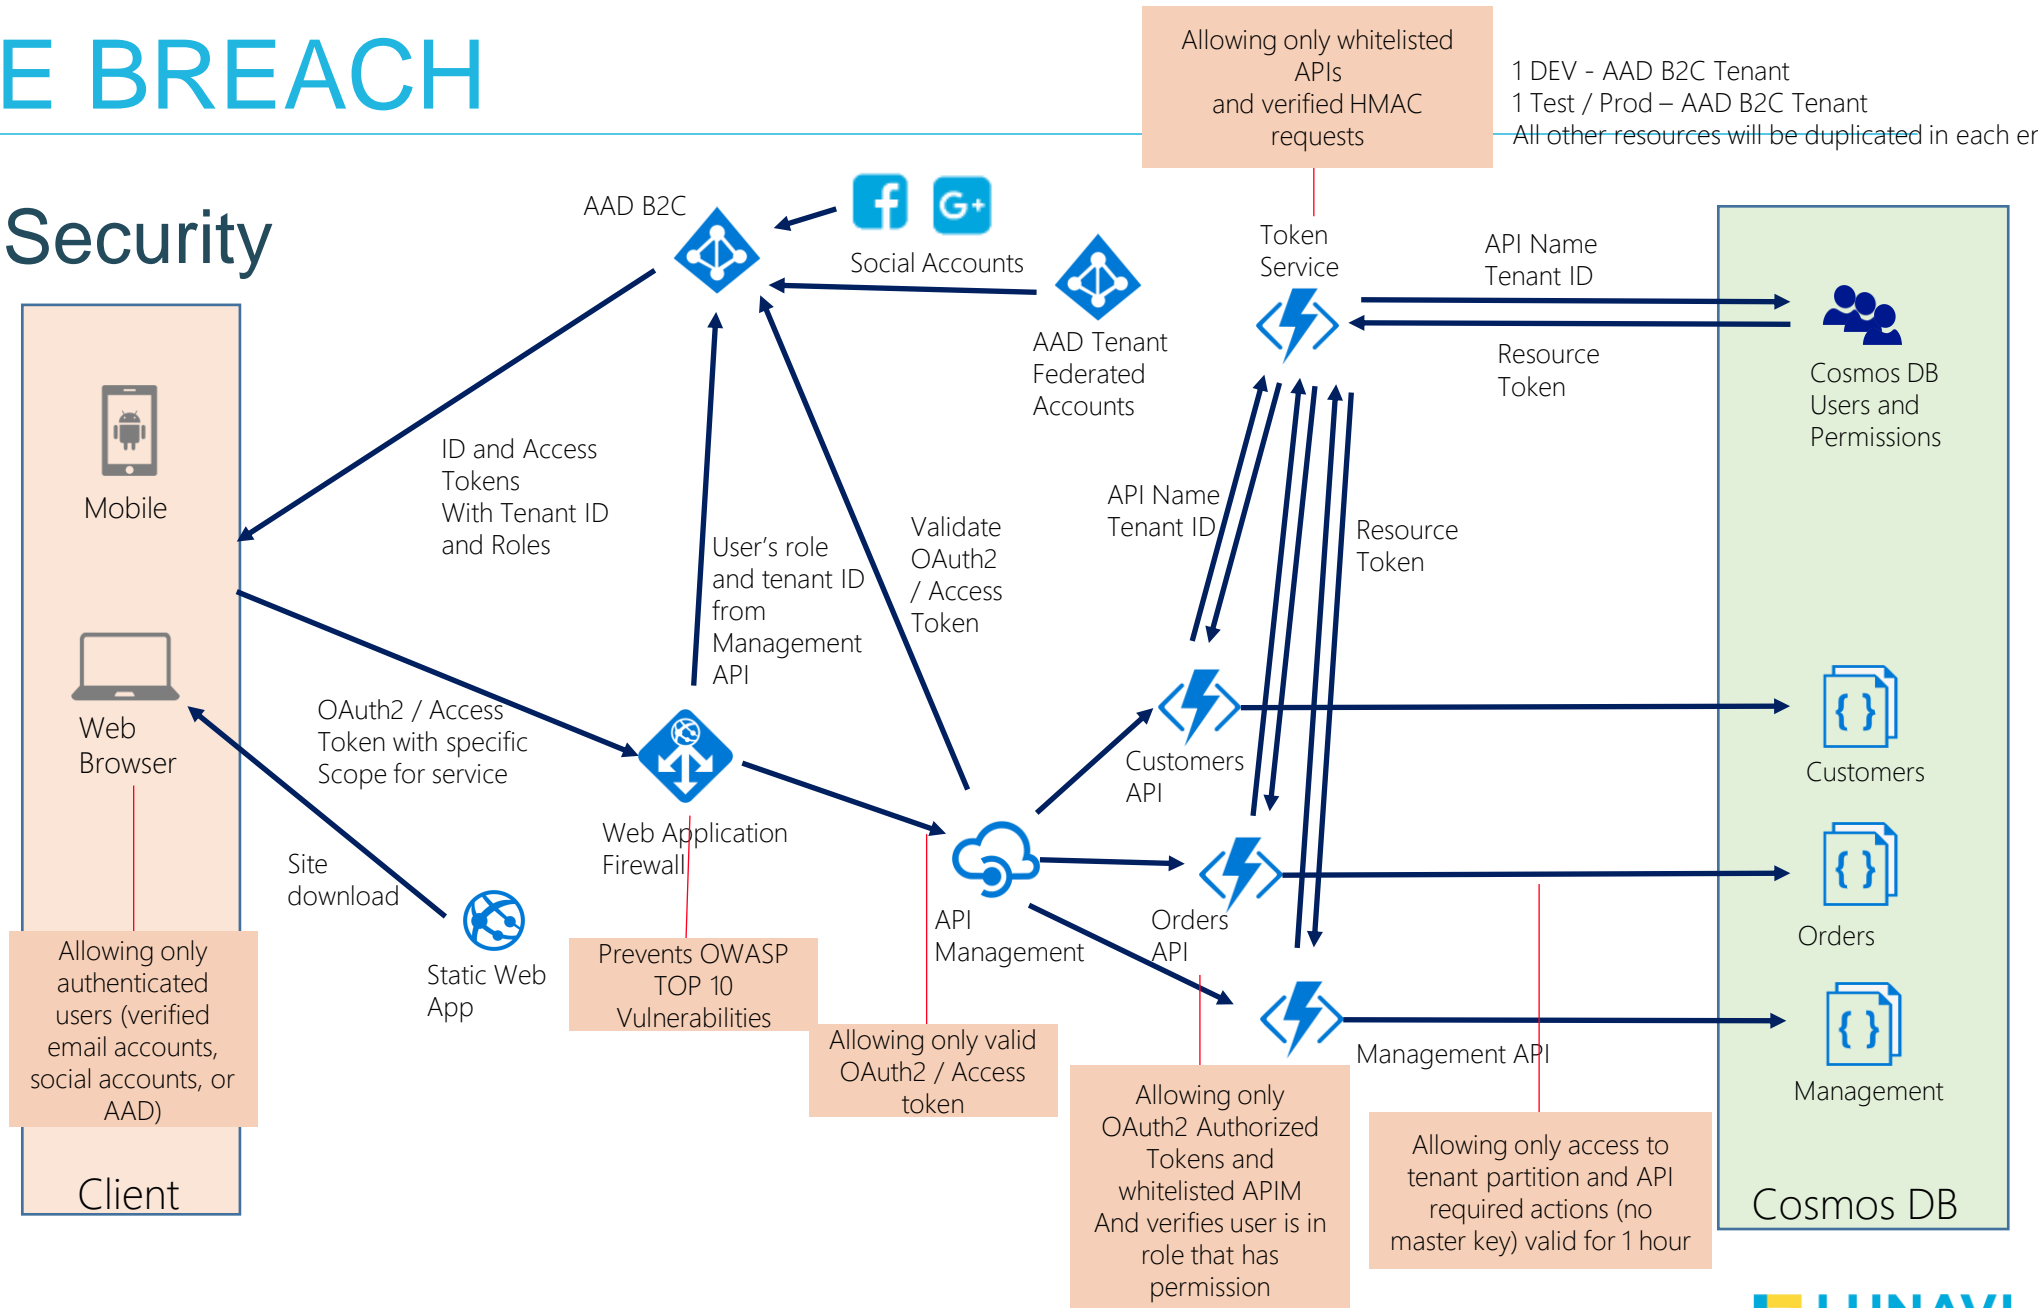 E BREACH
Allowing only whitelisted
APIs
and verified HMAC
requests
1 DEV - AAD B2C Tenant
1 Test / Prod – AAD B2C Tenant
All other resources will be duplicated in each
Security
AAD B2C
Social Accounts
AAD Tenant
Federated
Accounts
Token
Service
API Name
Tenant ID
Resource
Token
Cosmos DB
Users and
Permissions
Mobile
ID and Access
Tokens
With Tenant ID
and Roles
User's role
and tenant ID
from
Management
API
Validate
OAuth2
/ Access
Token
API Name
Tenant ID
Resource
Token
Web
Browser
OAuth2 / Access
Token with specific
Scope for service
Web Application
Firewall
Customers
API
Customers
Site
download
Static Web
App
API
Management
Orders
API
Orders
Management API
Management
Allowing only
authenticated
users (verified
email accounts,
social accounts, or
AAD)
Prevents OWASP
TOP 10
Vulnerabilities
Allowing only valid
OAuth2 / Access
token
Allowing only
OAuth2 Authorized
Tokens and
whitelisted APIM
And verifies user is in
role that has
permission
Allowing only access to
tenant partition and API
required actions (no
master key) valid for 1 hour
Client
Cosmos DB
LUNAVI